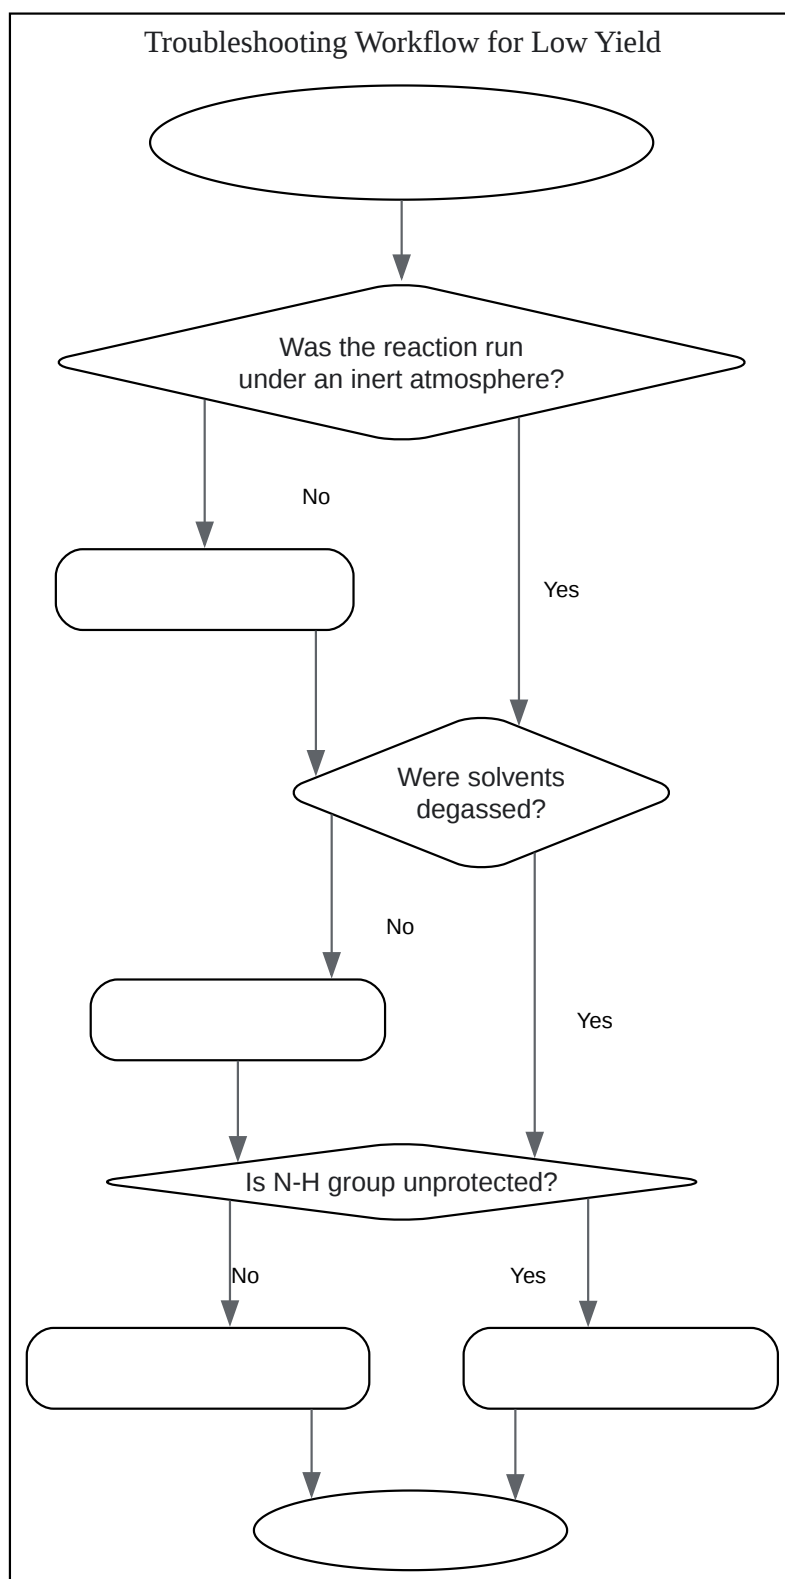 Troubleshooting Workflow for Low Yield
Was the reaction run
under an inert atmosphere?
No
Yes
Were solvents
degassed?
No
Yes
Is N-H group unprotected?
No
Yes